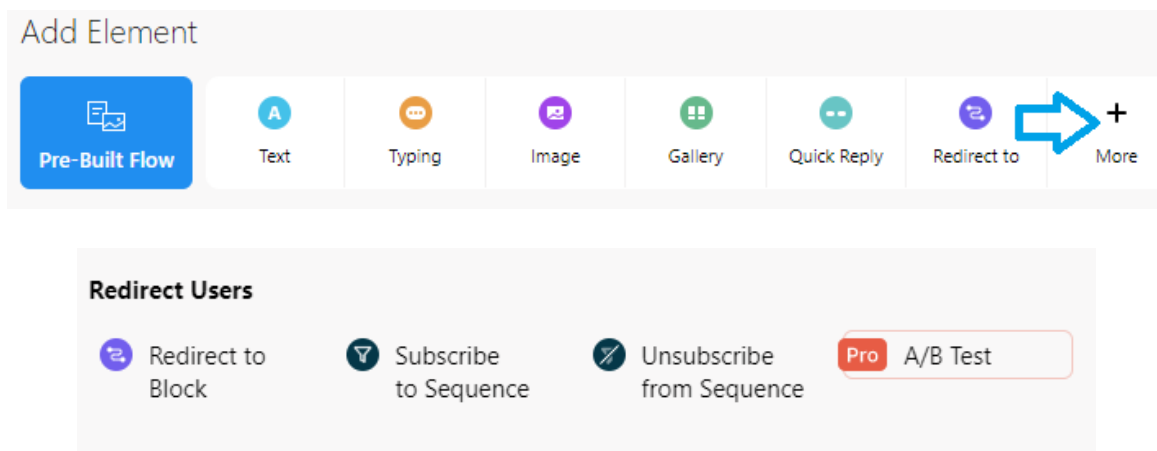 Add Element
Pre-Built Flow
A
Text
Typing
Image
Gallery
Quick Reply
Redirect to
+
More
Redirect Users
Redirect to
Block
Subscribe
to Sequence
Unsubscribe
from Sequence
Pro A/B Test